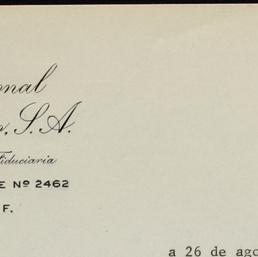 onal
o, S. A.
Fiduciaria
E Nº 2462
F.
a 26 de ago